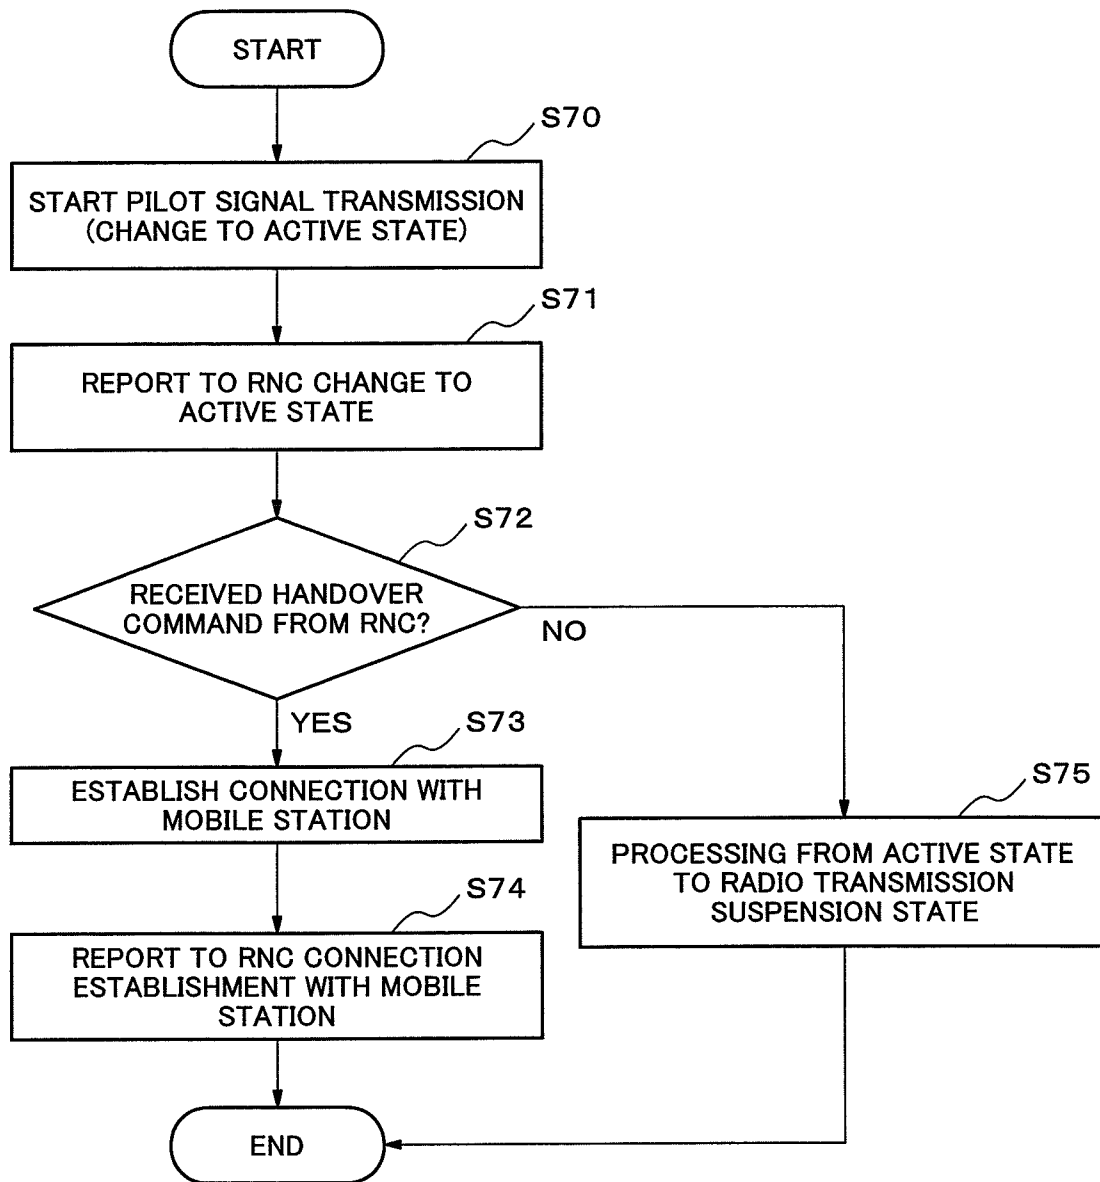 START
S70
START PILOT SIGNAL TRANSMISSION
(CHANGE TO ACTIVE STATE)
S71
REPORT TO RNC CHANGE TO
ACTIVE STATE
S72
RECEIVED HANDOVER
COMMAND FROM RNC?
NO
YES
S73
ESTABLISH CONNECTION WITH
MOBILE STATION
S74
REPORT TO RNC CONNECTION
ESTABLISHMENT WITH MOBILE
STATION
S75
PROCESSING FROM ACTIVE STATE
TO RADIO TRANSMISSION
SUSPENSION STATE
END